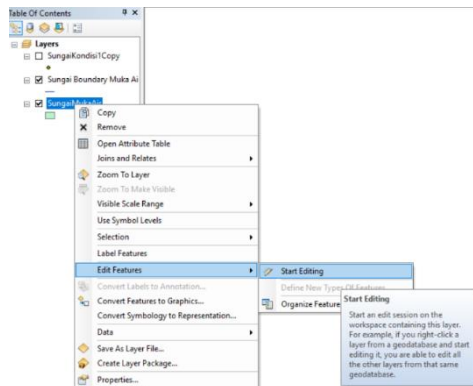 Table Of Contents
Layers
SungaiKondisi1Copy
Sungai Boundary Muka Ai
SungaiMukaAir
Copy
Remove
Open Attribute Table
Joins and Relates
Zoom To Layer
Zoom To Make Visible
Visible Scale Range
Use Symbol Levels
Selection
Label Features
Edit Features
Start Editing
Define New Types Of Features...
Organize Feature
Convert Labels to Annotation...
Convert Features to Graphics...
Convert Symbology to Representation...
Data
Save As Layer File...
Create Layer Package...
Properties...
Start Editing
Start an edit session on the
workspace containing this layer.
For example, if you right-click a
layer from a geodatabase and start
editing it, you are able to edit all
the other layers from that same
geodatabase.